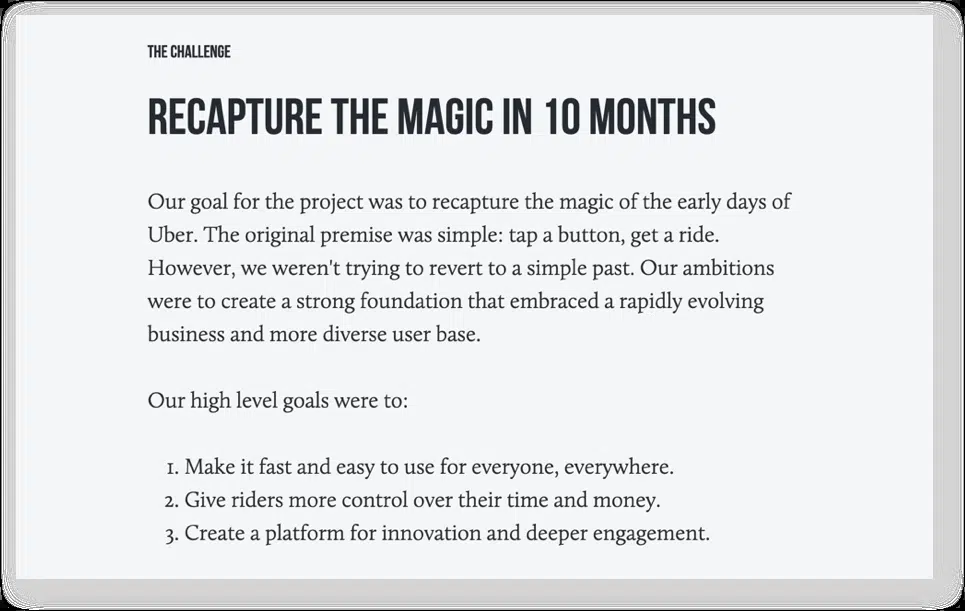 THE CHALLENGE
RECAPTURE THE MAGIC IN 10 MONTHS
Our goal for the project was to recapture the magic of the early days of
Uber. The original premise was simple: tap a button, get a ride.
However, we weren't trying to revert to a simple past. Our ambitions
were to create a strong foundation that embraced a rapidly evolving
business and more diverse user base.
Our high level goals were to:
1. Make it fast and easy to use for everyone, everywhere.
2. Give riders more control over their time and money.
3. Create a platform for innovation and deeper engagement.